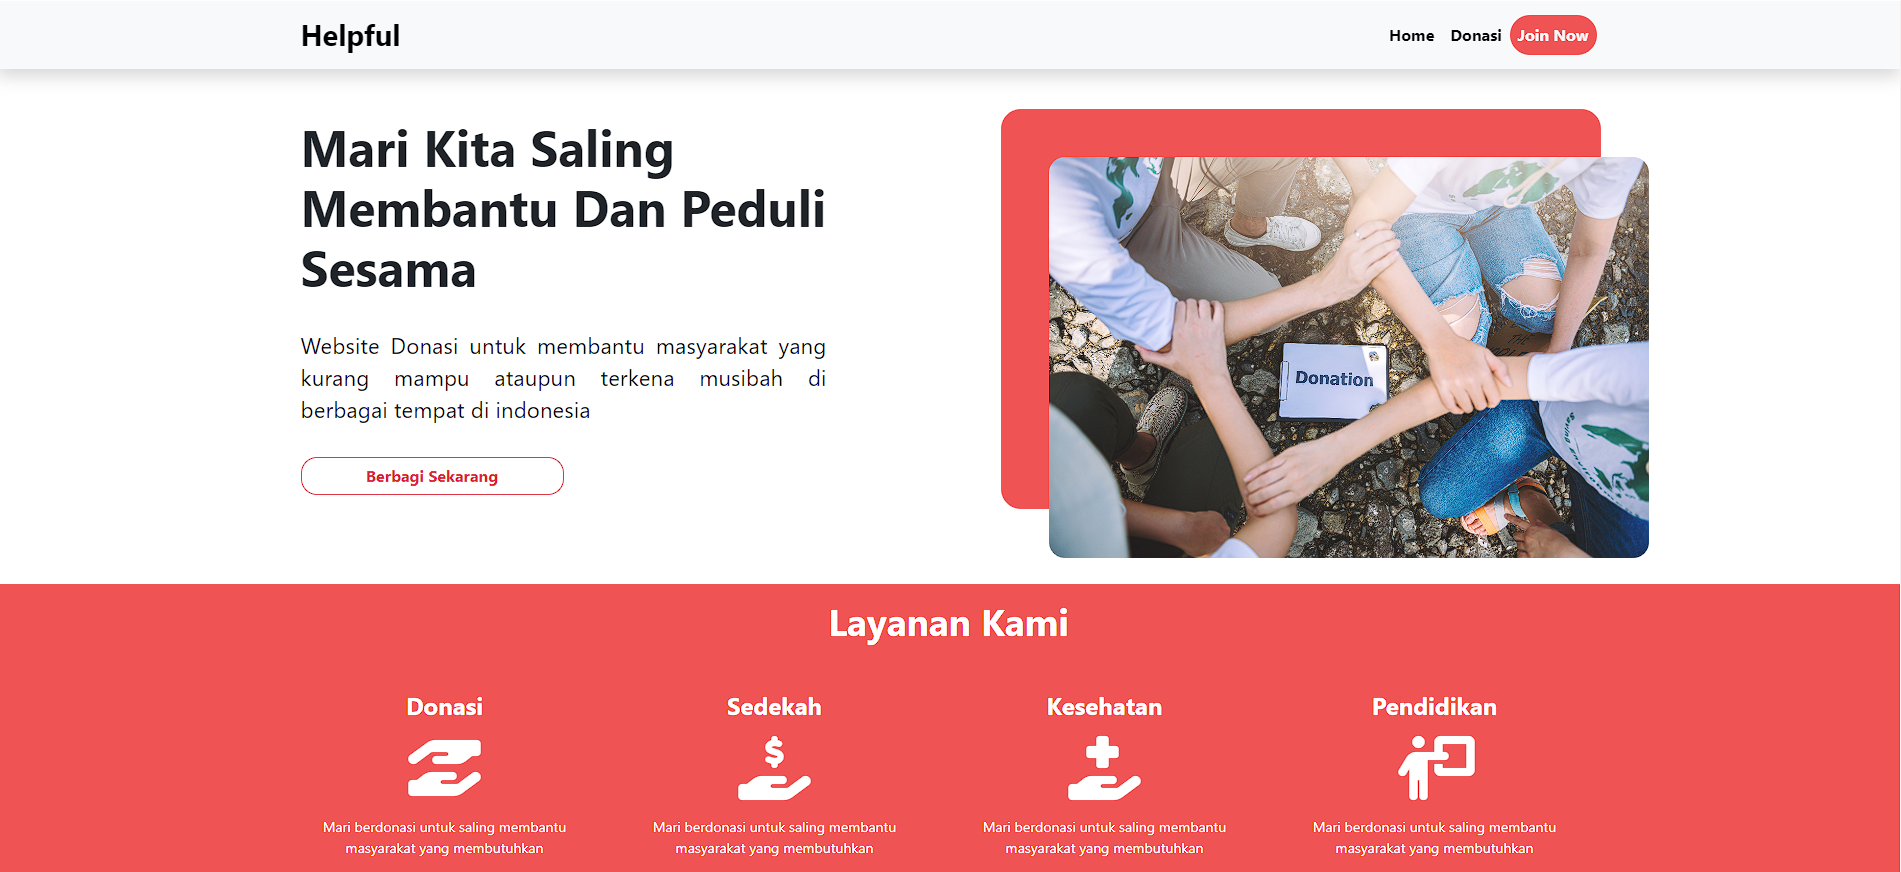 Helpful
Home Donasi Join Now
Mari Kita Saling
Membantu Dan Peduli
Sesama
Website Donasi untuk membantu masyarakat yang
kurang mampu ataupun terkena musibah di
berbagai tempat di indonesia
Berbagi Sekarang
Donation
Layanan Kami
Donasi
Mari berdonasi untuk saling membantu
masyarakat yang membutuhkan
Sedekah
$
Mari berdonasi untuk saling membantu
masyarakat yang membutuhkan
Kesehatan
Mari berdonasi untuk saling membantu
masyarakat yang membutuhkan
Pendidikan
Mari berdonasi untuk saling membantu
masyarakat yang membutuhkan